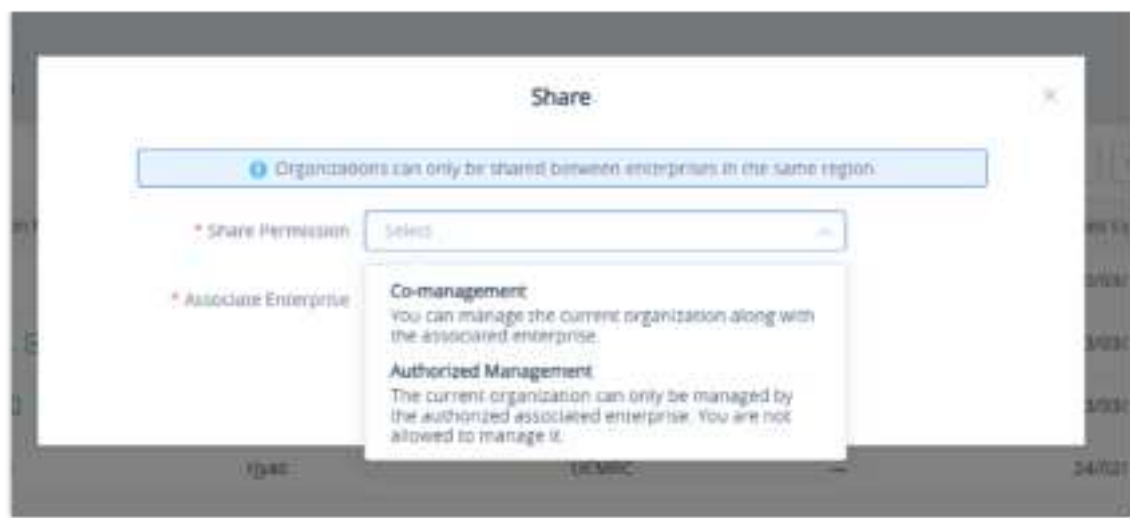 Share
Organizations can only be shared between enterprises in the same region
* Share Permission
Select
* Associate Enterprise
Co-management
You can manage the current organization along with
the associated enterprise.
Authorized Management
The current organization can only be managed by
the authorized associated enterprise. You are not
allowed to manage it.